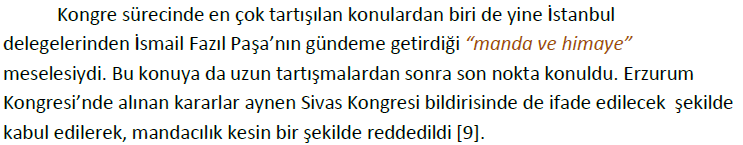 Kongre sürecinde en çok tartışılan konulardan biri de yine İstanbul
delegelerinden İsmail Fazıl Paşa’nın gündeme getirdiği “manda ve himaye”
meselesiydi. Bu konuya da uzun tartışmalardan sonra son nokta konuldu. Erzurum
Kongresi’nde alınan kararlar aynen Sivas Kongresi bildirisinde de ifade edilecek şekilde
kabul edilerek, mandacılık kesin bir şekilde reddedildi [9].